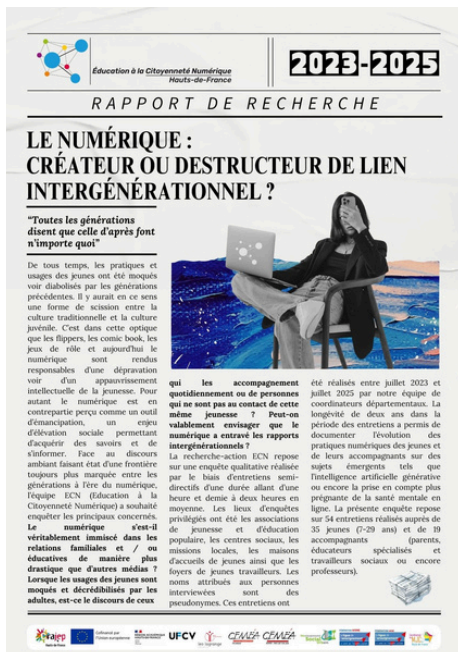 Éducation à la Citoyenneté Numérique
Hauts-de-France
2023-2025
RAPPORT DE RECHERCHE
LE NUMÉRIQUE :
CRÉATEUR OU DESTRUCTEUR DE LIEN
INTERGÉNÉRATIONNEL ?
“Toutes les générations
disent que celle d’après font
n’importe quoi”
De tous temps, les pratiques et
usages des jeunes ont été moqués
voir diabolisés par les générations
précédentes. Il y aurait en ce sens
une forme de scission entre la
culture traditionnelle et la culture
juvénile. C’est dans cette optique
que les flippers, les comic book, les
jeux de rôle et aujourd’hui le
numérique sont rendus
responsables d’une dépravation
voir d’un appauvrissement
intellectuelle de la jeunesse. Pour
autant le numérique est en
contrepartie perçu comme un outil
d’émancipation, un enjeu
d’élévation sociale permettant
d’acquérir des savoirs et de
s’informer. Face au discours
ambiant faisant état d’une frontière
toujours plus marquée entre les
générations à l’ère du numérique,
l’équipe ECN (Education à la
Citoyenneté Numérique) a souhaité
enquêter les principaux concernés.
Le numérique s’est-il
véritablement immiscé dans les
relations familiales et / ou
éducatives de manière plus
drastique que d’autres médias ?
Lorsque les usages des jeunes sont
moqués et décrédibilisés par les
adultes, est-ce le discours de ceux
qui les accompagnement
quotidiennement ou de personnes
qui ne sont pas au contact de cette
même jeunesse ? Peut-on
valablement envisager que le
numérique a entravé les rapports
intergénérationnels ?
La recherche-action ECN repose
sur une enquête qualitative réalisée
par le biais d’entretiens semi-
directifs d’une durée allant d’une
heure et demie à deux heures en
moyenne. Les lieux d’enquêtes
privilégiés ont été les associations
de jeunesse et d’éducation
populaire, les centres sociaux, les
missions locales, les maisons
d’accueils de jeunes ainsi que les
foyers de jeunes travailleurs. Les
noms attribués aux personnes
interviewées sont des
pseudonymes. Ces entretiens ont
été réalisés entre juillet 2023 et
juillet 2025 par notre équipe de
coordinateurs départementaux. La
longévité de deux ans dans la
période des entretiens a permis de
documenter l’évolution des
pratiques numériques des jeunes et
de leurs accompagnants sur des
sujets émergents tels que
l’intelligence artificielle générative
ou encore la prise en compte plus
prégnante de la santé mentale en
ligne. La présente enquête repose
sur 54 entretiens réalisés auprès de
35 jeunes (7-29 ans) et de 19
accompagnants (parents,
éducateurs spécialisés et
travailleurs sociaux ou encore
professeurs).
crajep
Cofinancé par
l’Union européenne
UFCV
léo lagrange
CEMÉA
CEMÉA